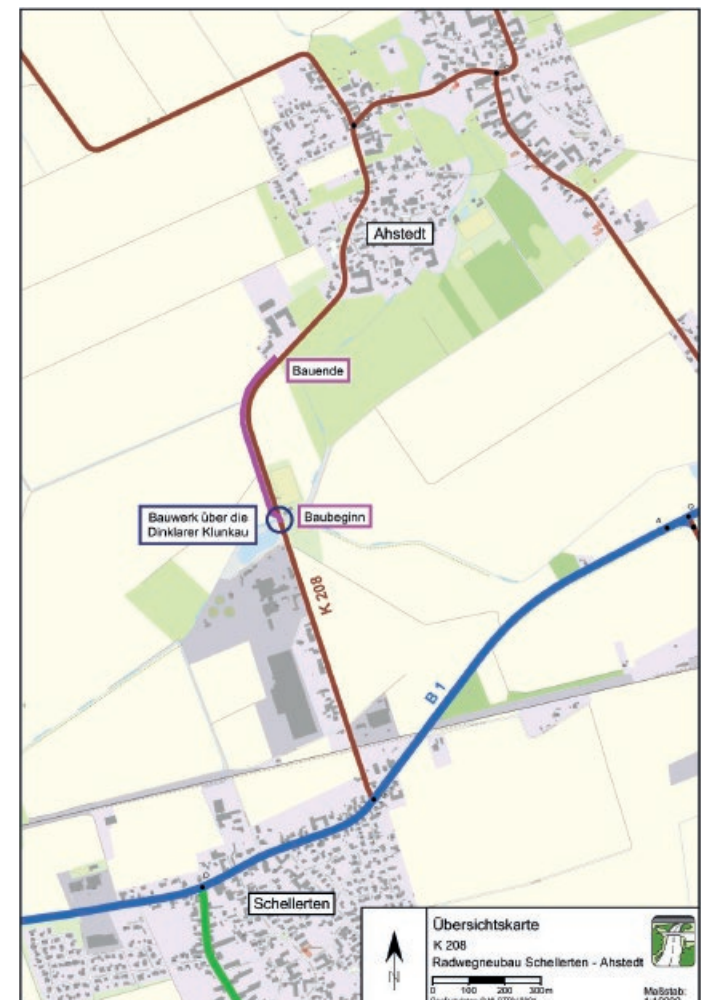 Ahstedt
Bauende
Bauwerk über die
Dinklarer Klunkau
Baubeginn
K 208
B 1
A
Schellerten
N
Übersichtskarte
K 208
Radwegneubau Schellerten - Ahstedt
0 100 200 300m
Maßstab: